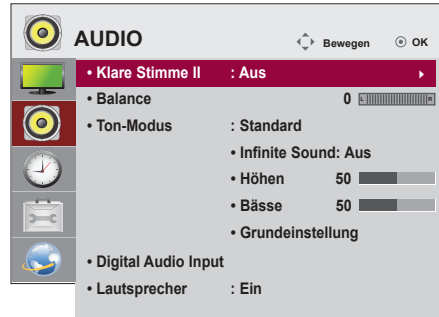 AUDIO
Bewegen
OK
• Klare Stimme II : Aus
• Balance 0 L R
• Ton-Modus : Standard
• Infinite Sound: Aus
• Höhen 50
• Bässe 50
• Grundeinstellung
• Digital Audio Input
• Lautsprecher : Ein